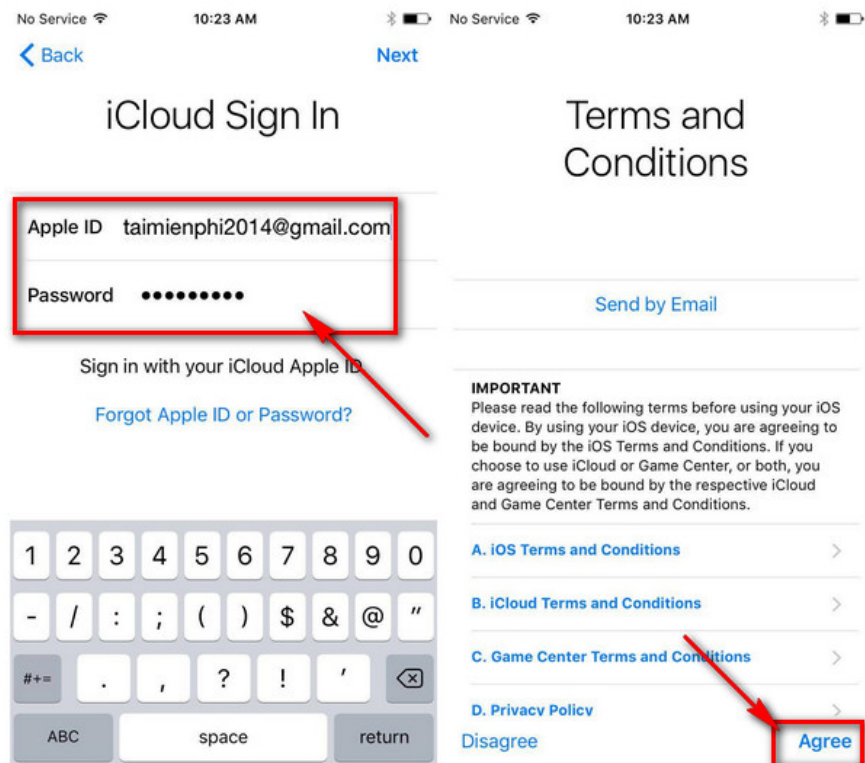 No Service 10:23 AM
Back Next
iCloud Sign In
Apple ID taimienphi2014@gmail.com
Password •••••••••
Sign in with your iCloud Apple ID
Forgot Apple ID or Password?
1 2 3 4 5 6 7 8 9 0
- / : ; ( ) $ & @ "
#+= . , ? ! '
ABC space return
No Service 10:23 AM
Terms and
Conditions
Send by Email
IMPORTANT
Please read the following terms before using your iOS
device. By using your iOS device, you are agreeing to
be bound by the iOS Terms and Conditions. If you
choose to use iCloud or Game Center, or both, you
are agreeing to be bound by the respective iCloud
and Game Center Terms and Conditions.
A. iOS Terms and Conditions
B. iCloud Terms and Conditions
C. Game Center Terms and Conditions
D. Privacy Policy
Disagree Agree